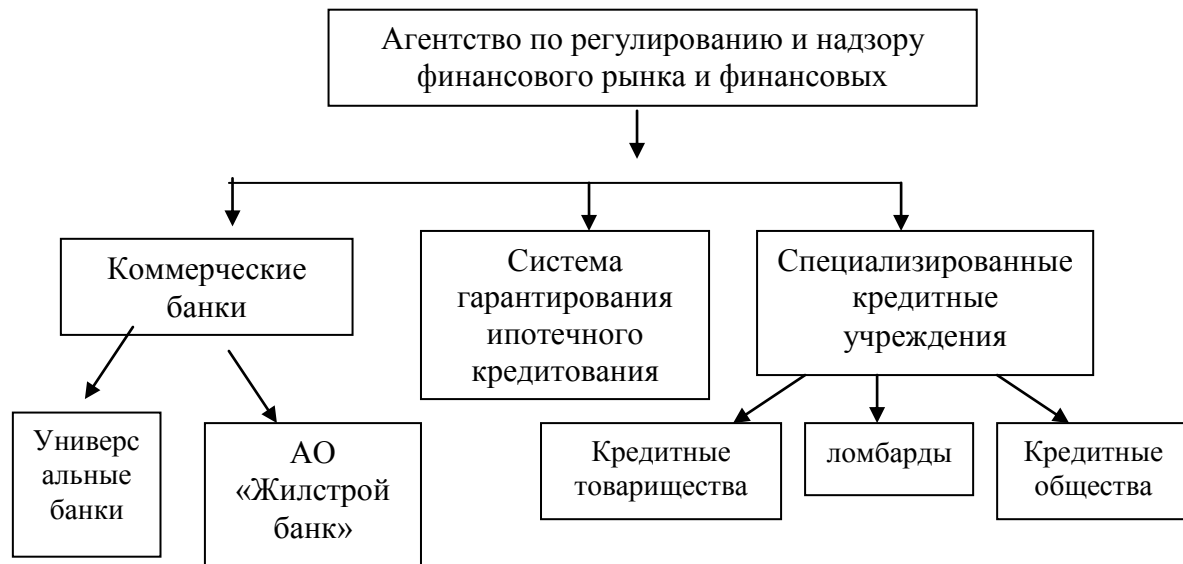 Агентство по регулированию и надзору
финансового рынка и финансовых
Коммерческие
банки
Система
гарантирования
ипотечного
кредитования
Специализированные
кредитные
учреждения
Универс
альные
банки
АО
«Жилстрой
банк»
Кредитные
товарищества
ломбарды
Кредитные
общества